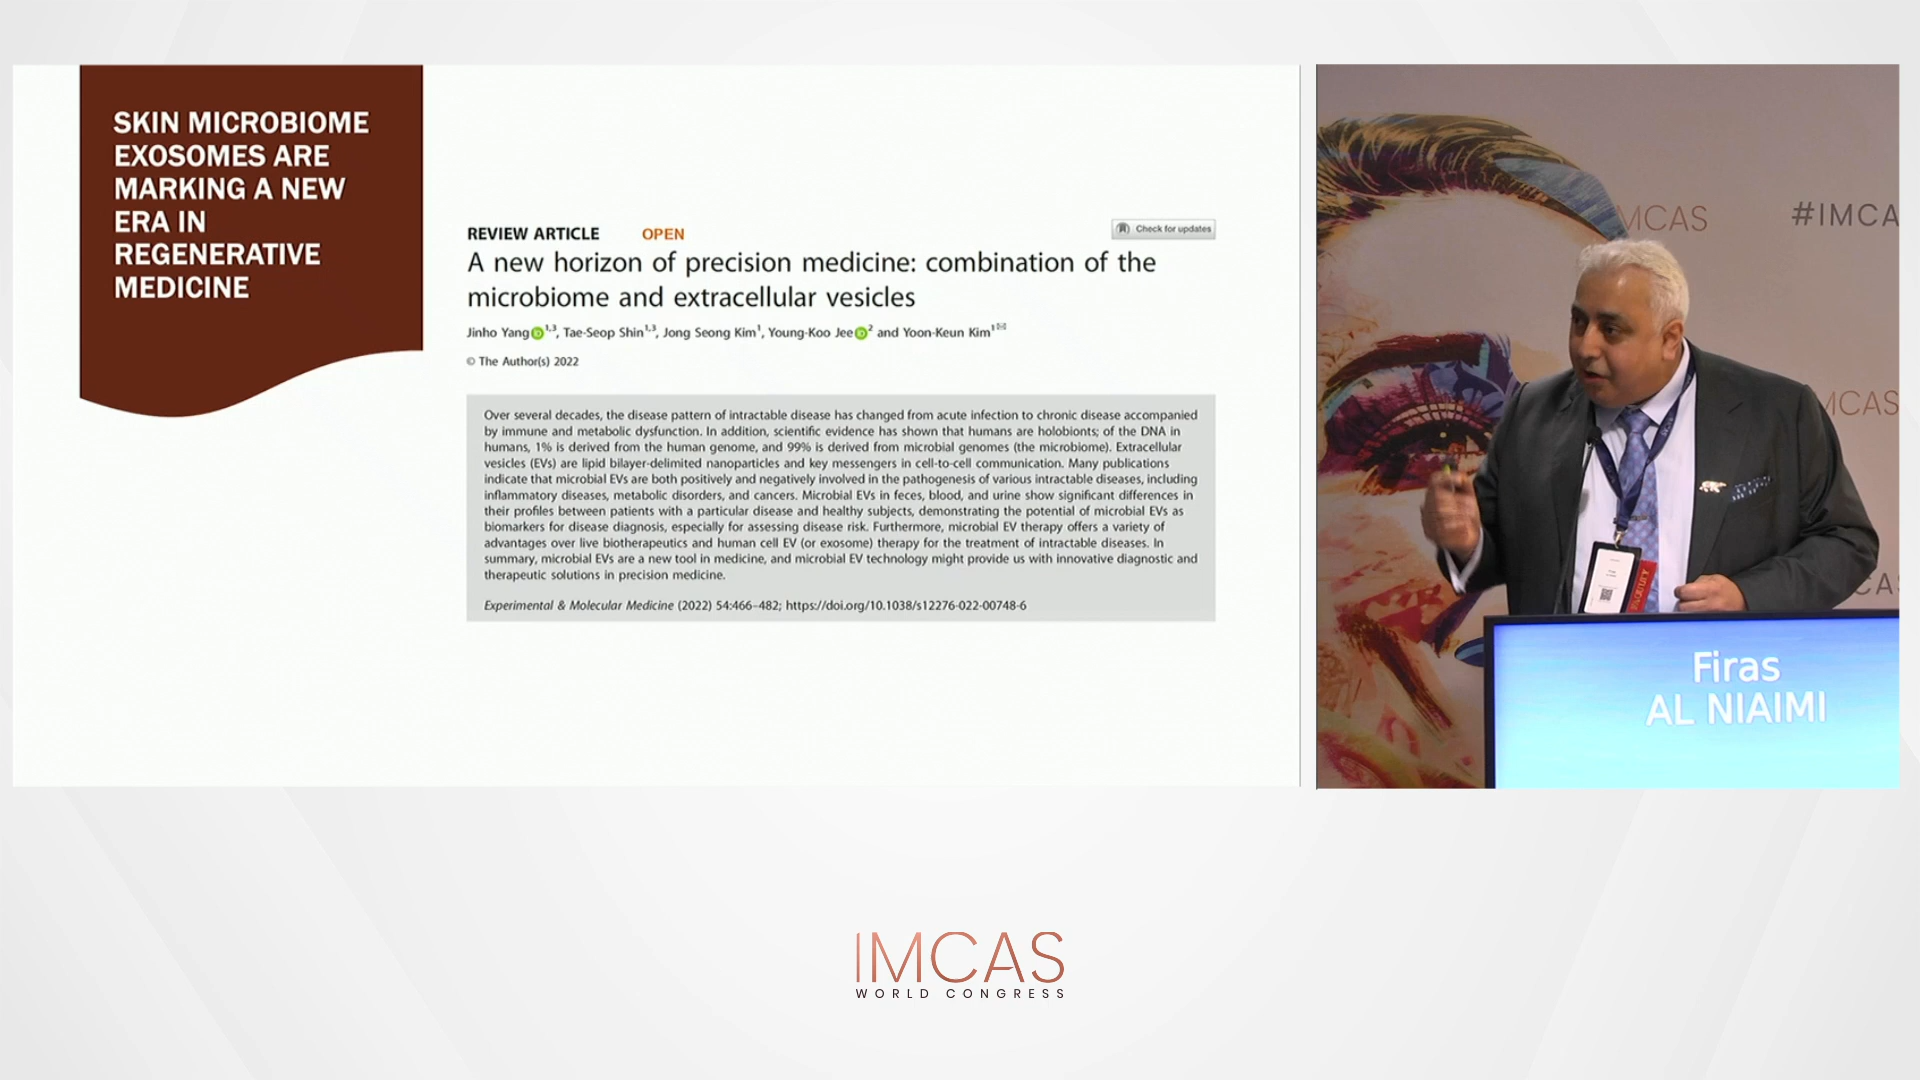 SKIN MICROBIOME
EXOSOMES ARE
MARKING A NEW
ERA IN
REGENERATIVE
MEDICINE
REVIEW ARTICLE OPEN
Check for updates
A new horizon of precision medicine: combination of the
microbiome and extracellular vesicles
Jinho Yang 1,3, Tae-Seop Shin1,3, Jong Seong Kim1, Young-Koo Jee 2 and Yoon-Keun Kim1✉
© The Author(s) 2022
Over several decades, the disease pattern of intractable disease has changed from acute infection to chronic disease accompanied
by immune and metabolic dysfunction. In addition, scientific evidence has shown that humans are holobionts; of the DNA in
humans, 1% is derived from the human genome, and 99% is derived from microbial genomes (the microbiome). Extracellular
vesicles (EVs) are lipid bilayer-delimited nanoparticles and key messengers in cell-to-cell communication. Many publications
indicate that microbial EVs are both positively and negatively involved in the pathogenesis of various intractable diseases, including
inflammatory diseases, metabolic disorders, and cancers. Microbial EVs in feces, blood, and urine show significant differences in
their profiles between patients with a particular disease and healthy subjects, demonstrating the potential of microbial EVs as
biomarkers for disease diagnosis, especially for assessing disease risk. Furthermore, microbial EV therapy offers a variety of
advantages over live biotherapeutics and human cell EV (or exosome) therapy for the treatment of intractable diseases. In
summary, microbial EVs are a new tool in medicine, and microbial EV technology might provide us with innovative diagnostic and
therapeutic solutions in precision medicine.
Experimental & Molecular Medicine (2022) 54:466–482; https://doi.org/10.1038/s12276-022-00748-6
MCAS
#IMCA
MCAS
CAS
FACULTY
Firas
AL NIAIMI
IMCAS
WORLD CONGRESS